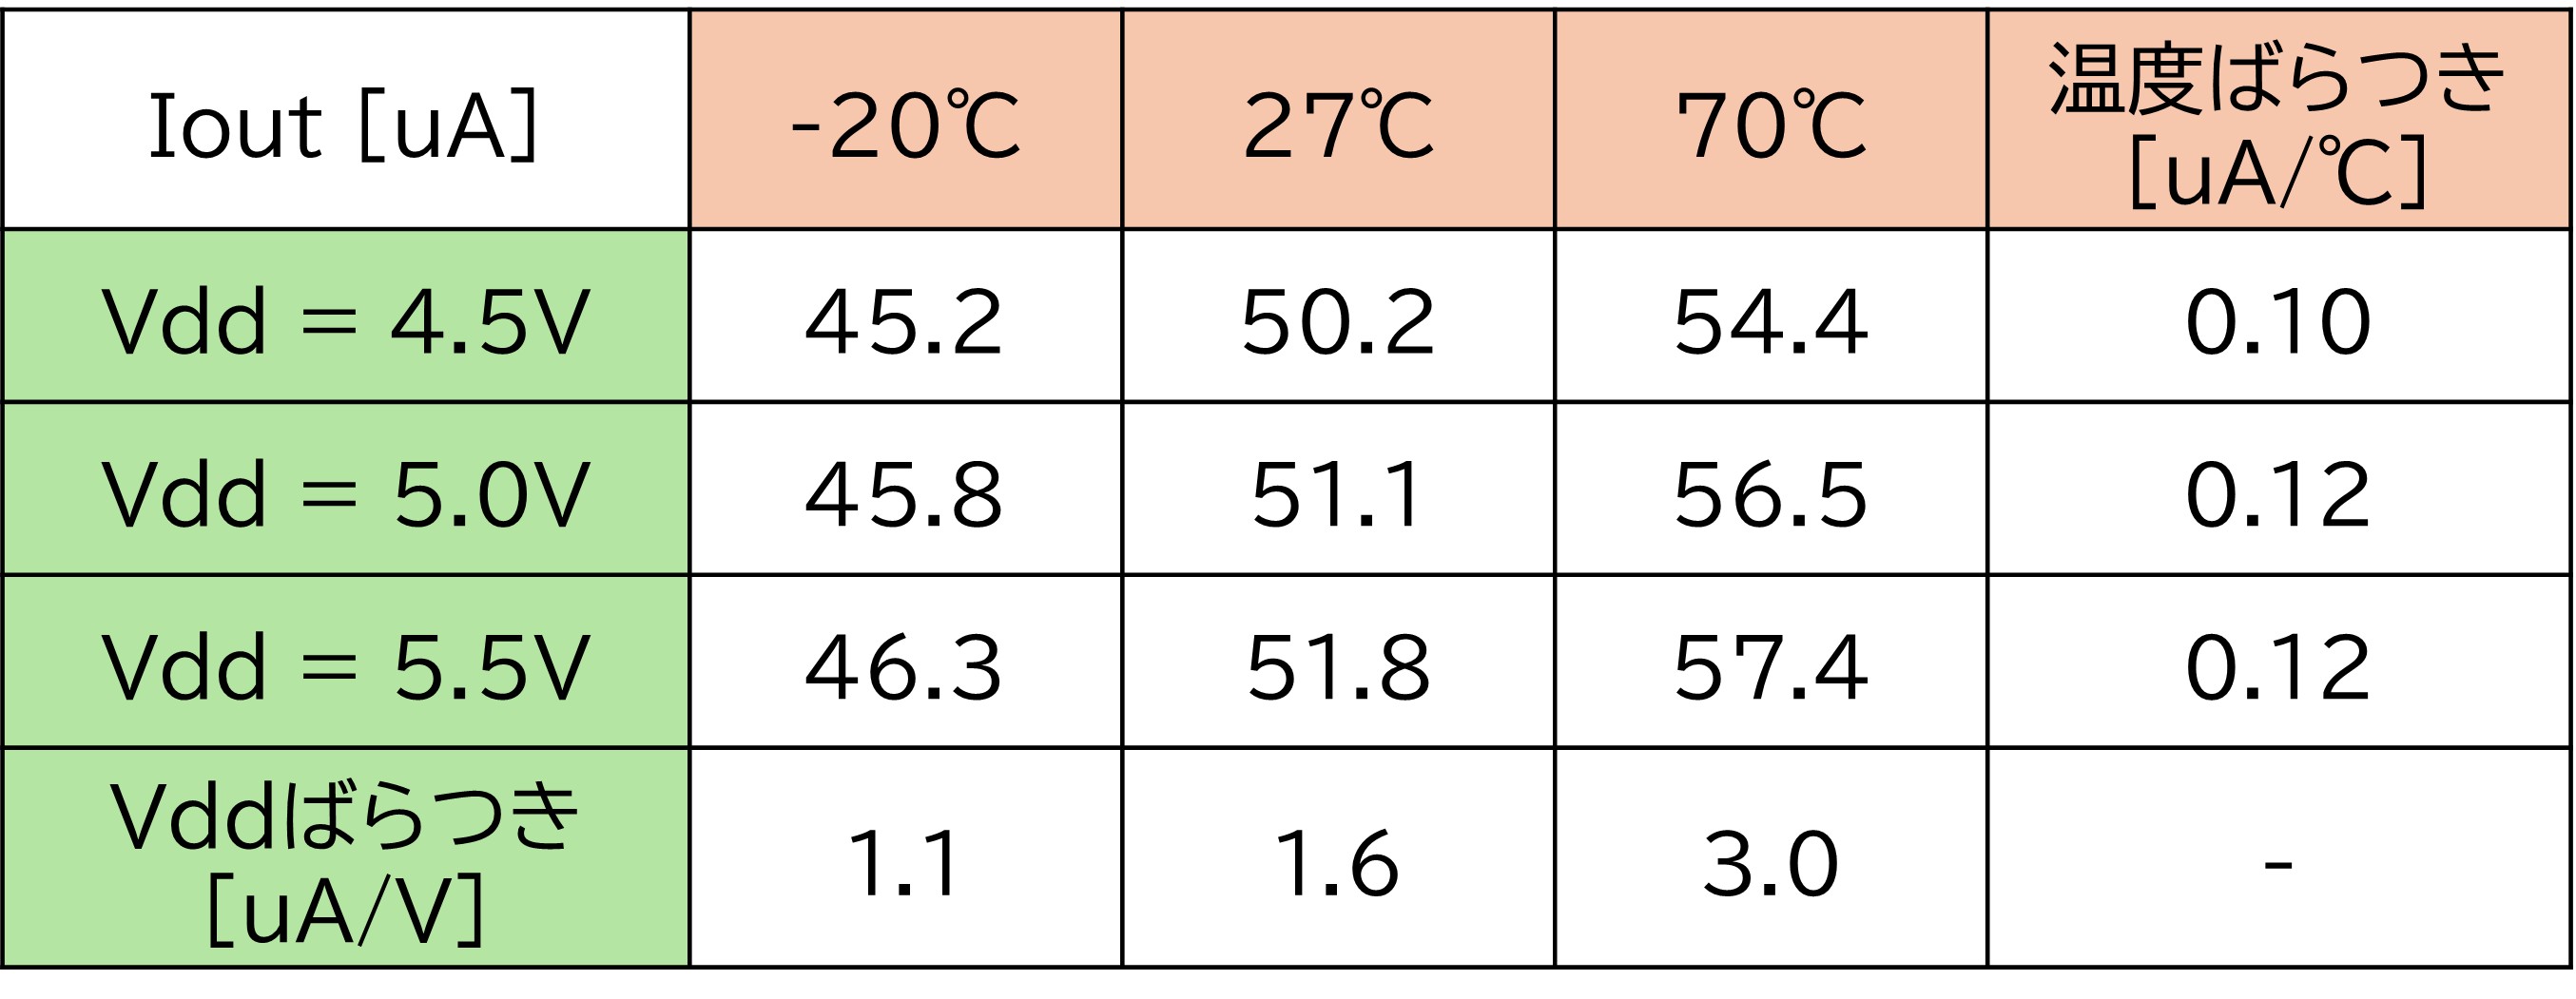 Iout [uA] -20℃ 27℃ 70℃ 温度ばらつき
[uA/℃]
Vdd = 4.5V 45.2 50.2 54.4 0.10
Vdd = 5.0V 45.8 51.1 56.5 0.12
Vdd = 5.5V 46.3 51.8 57.4 0.12
Vddばらつき
[uA/V] 1.1 1.6 3.0 -